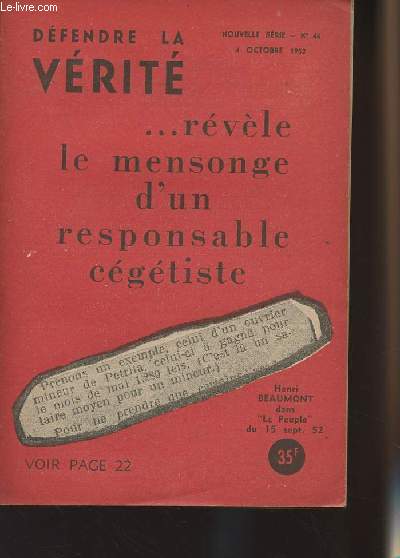 Le-livre.com
DÉFENDRE LA
VÉRITÉ
NOUVELLE SÉRIE - N° 44
4 OCTOBRE 1952
...révèle
le mensonge
d'un
responsable
cégétiste
Prenons un exemple, celui d'un ouvrier
mineur de Petrila, celui-ci a gagné pour
le mois de mai 1259 leis. (C'est là un sa-
laire moyen pour un mineur.)
Pour ne prendre que
Henri
BEAUMONT
dans
"Le Peuple"
du 15 sept. 52
VOIR PAGE 22
35F